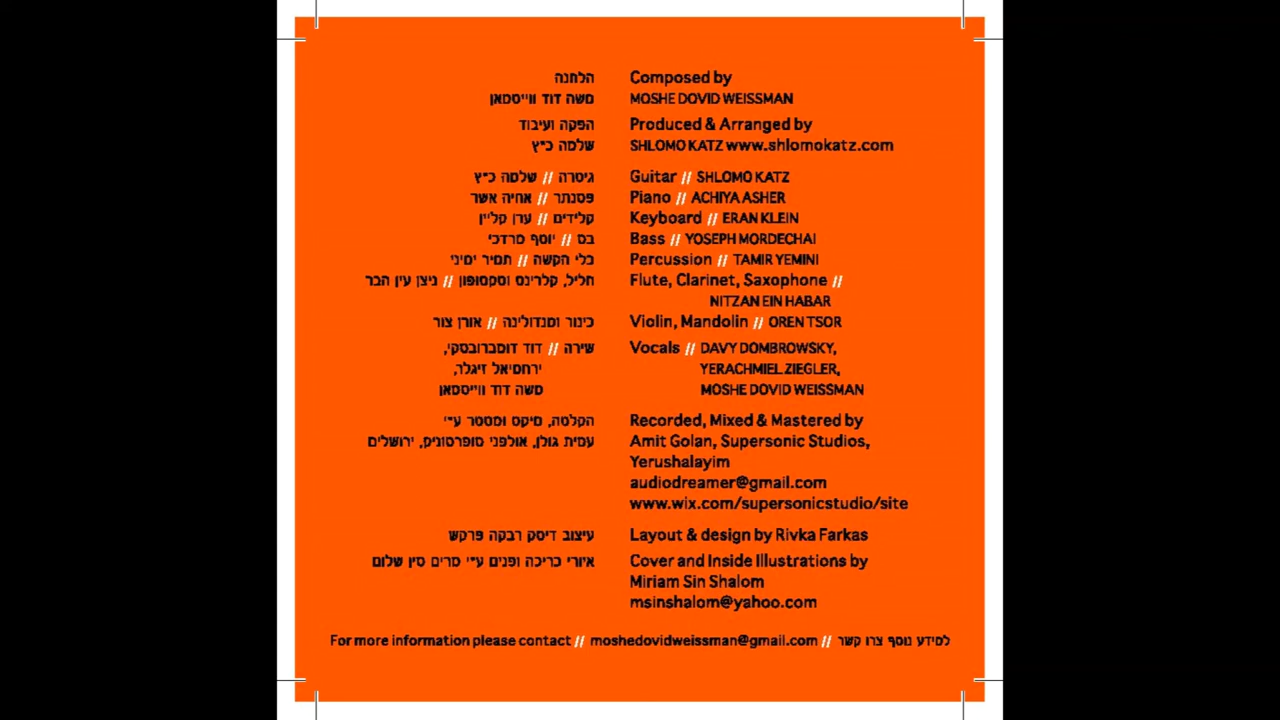 הלחנה
משה דוד ווייסמאן
הפקה ועיבוד
שלמה כ״ץ
גיטרה // שלמה כ״ץ
פסנתר // אחיה אשר
קלידים // ערן קליין
בס // יוסף מרדכי
כלי הקשה // תמיר ימיני
חליל, קלרינט וסקסופון // ניצן עין הבר
כינור ומנדולינה // אורן צור
שירה // דוד דומברובסקי,
ירחמיאל זיגלר,
משה דוד ווייסמאן
הקלטה, מיקס ומסטר ע״י
עמית גולן, אולפני סופרסוניק, ירושלים
עיצוב דיסק רבקה פרקש
איורי כריכה ופנים ע״י מרים סין שלום
Composed by
MOSHE DOVID WEISSMAN
Produced & Arranged by
SHLOMO KATZ www.shlomokatz.com
Guitar // SHLOMO KATZ
Piano // ACHIYA ASHER
Keyboard // ERAN KLEIN
Bass // YOSEPH MORDECHAI
Percussion // TAMIR YEMINI
Flute, Clarinet, Saxophone //
NITZAN EIN HABAR
Violin, Mandolin // OREN TSOR
Vocals // DAVY DOMBROWSKY,
YERACHMIEL ZIEGLER,
MOSHE DOVID WEISSMAN
Recorded, Mixed & Mastered by
Amit Golan, Supersonic Studios,
Yerushalayim
audiodreamer@gmail.com
www.wix.com/supersonicstudio/site
Layout & design by Rivka Farkas
Cover and Inside Illustrations by
Miriam Sin Shalom
msinshalom@yahoo.com
For more information please contact // moshedovidweissman@gmail.com // למידע נוסף צרו קשר